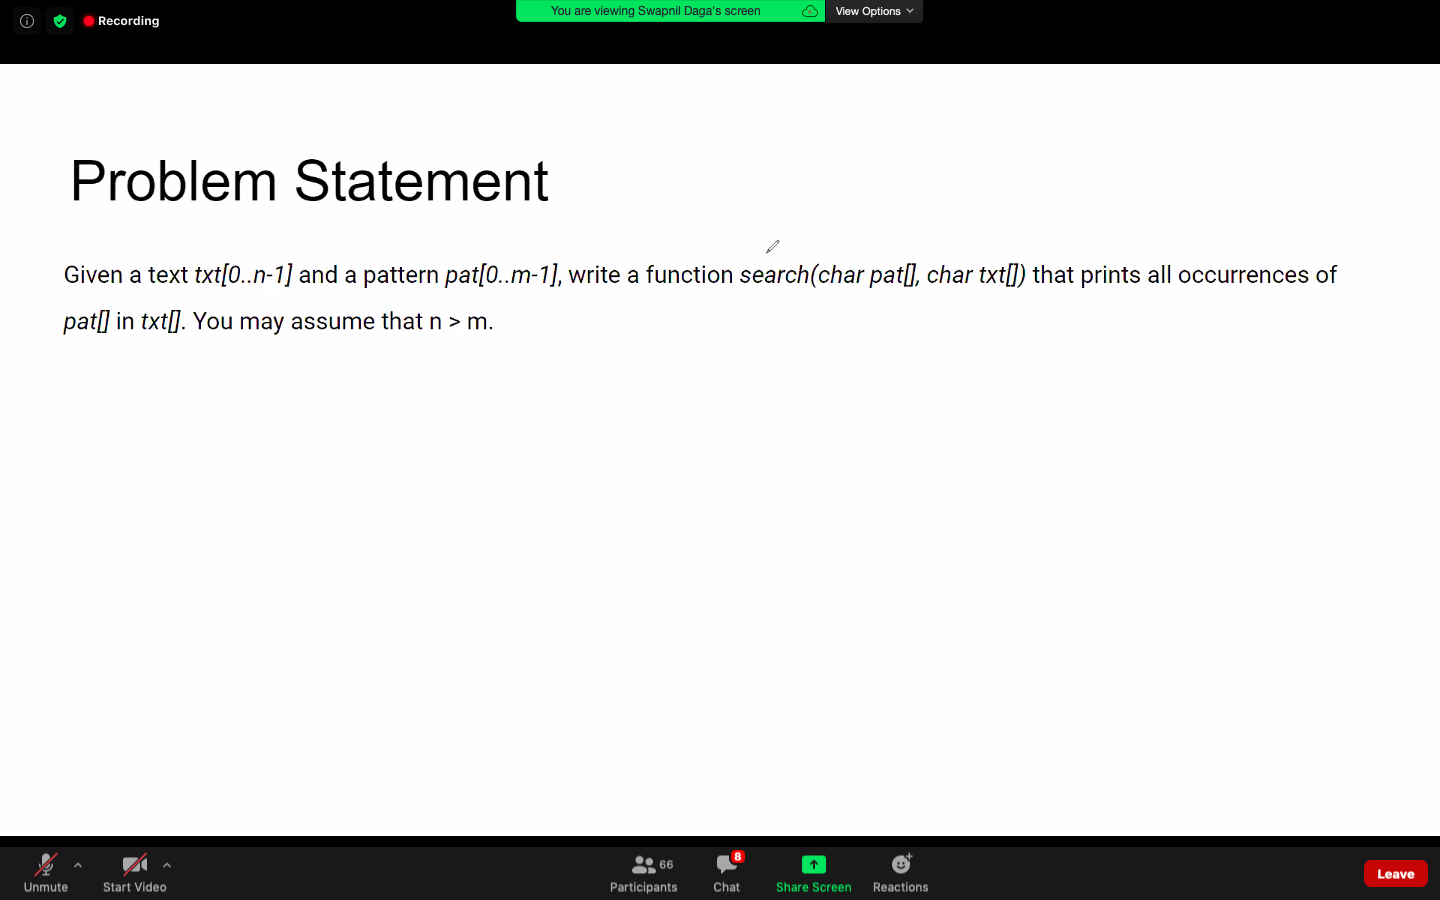 Recording
You are viewing Swapnil Daga's screen
View Options
Problem Statement
Given a text txt[0..n-1] and a pattern pat[0..m-1], write a function search(char pat[], char txt[]) that prints all occurrences of
pat[] in txt[]. You may assume that n > m.
Unmute
Start Video
66
Participants
8
Chat
Share Screen
Reactions
Leave